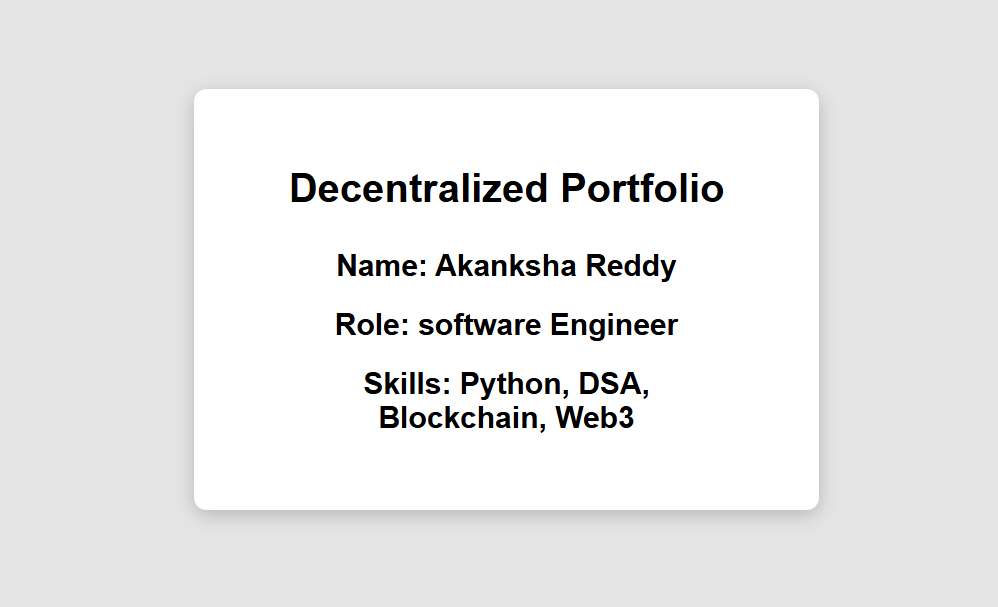 Decentralized Portfolio
Name: Akanksha Reddy
Role: software Engineer
Skills: Python, DSA,
Blockchain, Web3